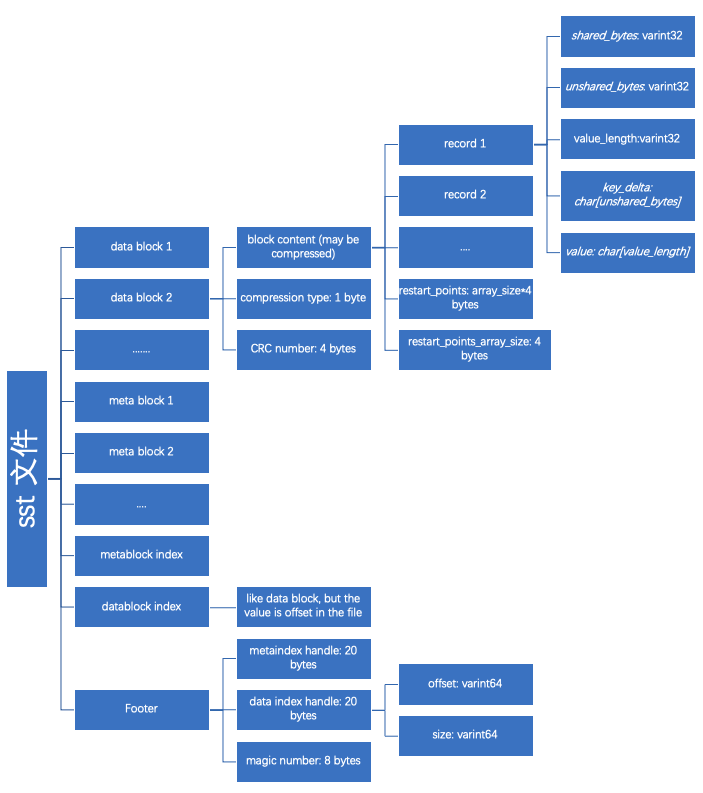 sst 文件
data block 1
data block 2
.......
meta block 1
meta block 2
....
metablock index
datablock index
Footer
block content (may be
compressed)
compression type: 1 byte
CRC number: 4 bytes
like data block, but the
value is offset in the file
metaindex handle: 20
bytes
data index handle: 20
bytes
magic number: 8 bytes
record 1
record 2
....
restart_points: array_size*4
bytes
restart_points_array_size: 4
bytes
offset: varint64
size: varint64
shared_bytes: varint32
unshared_bytes: varint32
value_length:varint32
key_delta:
char[unshared_bytes]
value: char[value_length]